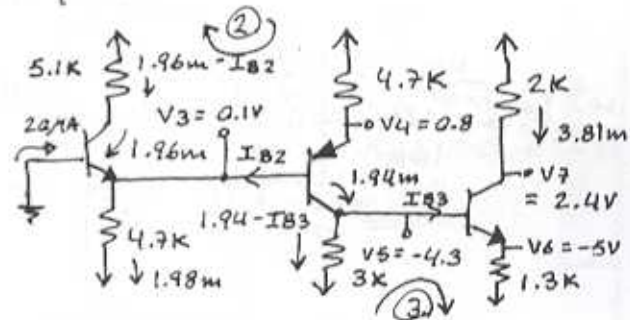 ②
5.1K
1.96m - IB2
4.7K
2K
20μA
V3 = 0.1V
V4 = 0.8
3.81m
1.96m
IB2
1.94m
V7
= 2.4V
IB3
4.7K
1.94 - IB3
V5 = -4.3
V6 = -5V
1.98m
3K
1.3K
③